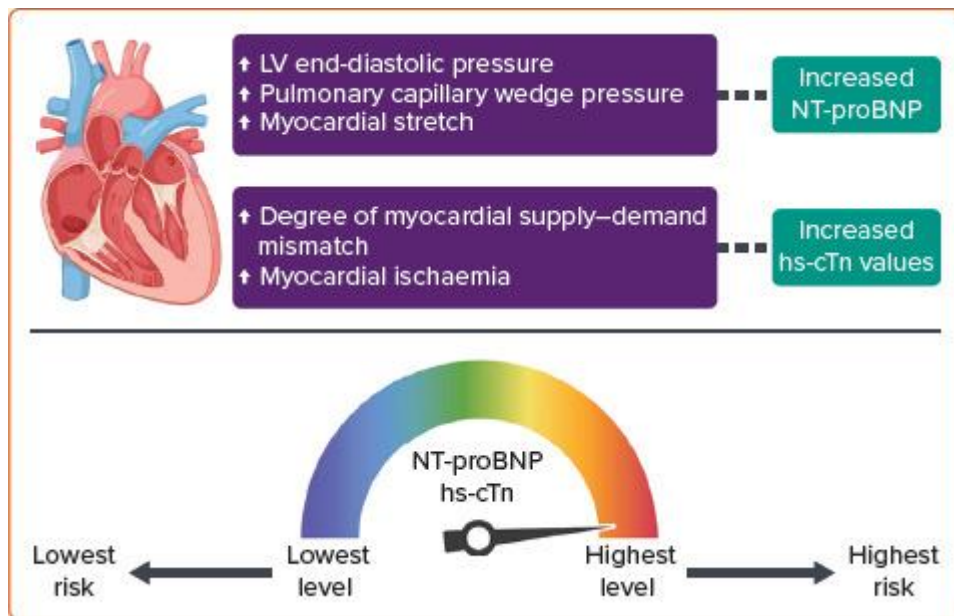 ↑ LV end-diastolic pressure
↑ Pulmonary capillary wedge pressure
↑ Myocardial stretch
Increased
NT-proBNP
↑ Degree of myocardial supply–demand
mismatch
↑ Myocardial ischaemia
Increased
hs-cTn values
NT-proBNP
hs-cTn
Lowest
risk
Lowest
level
Highest
level
Highest
risk